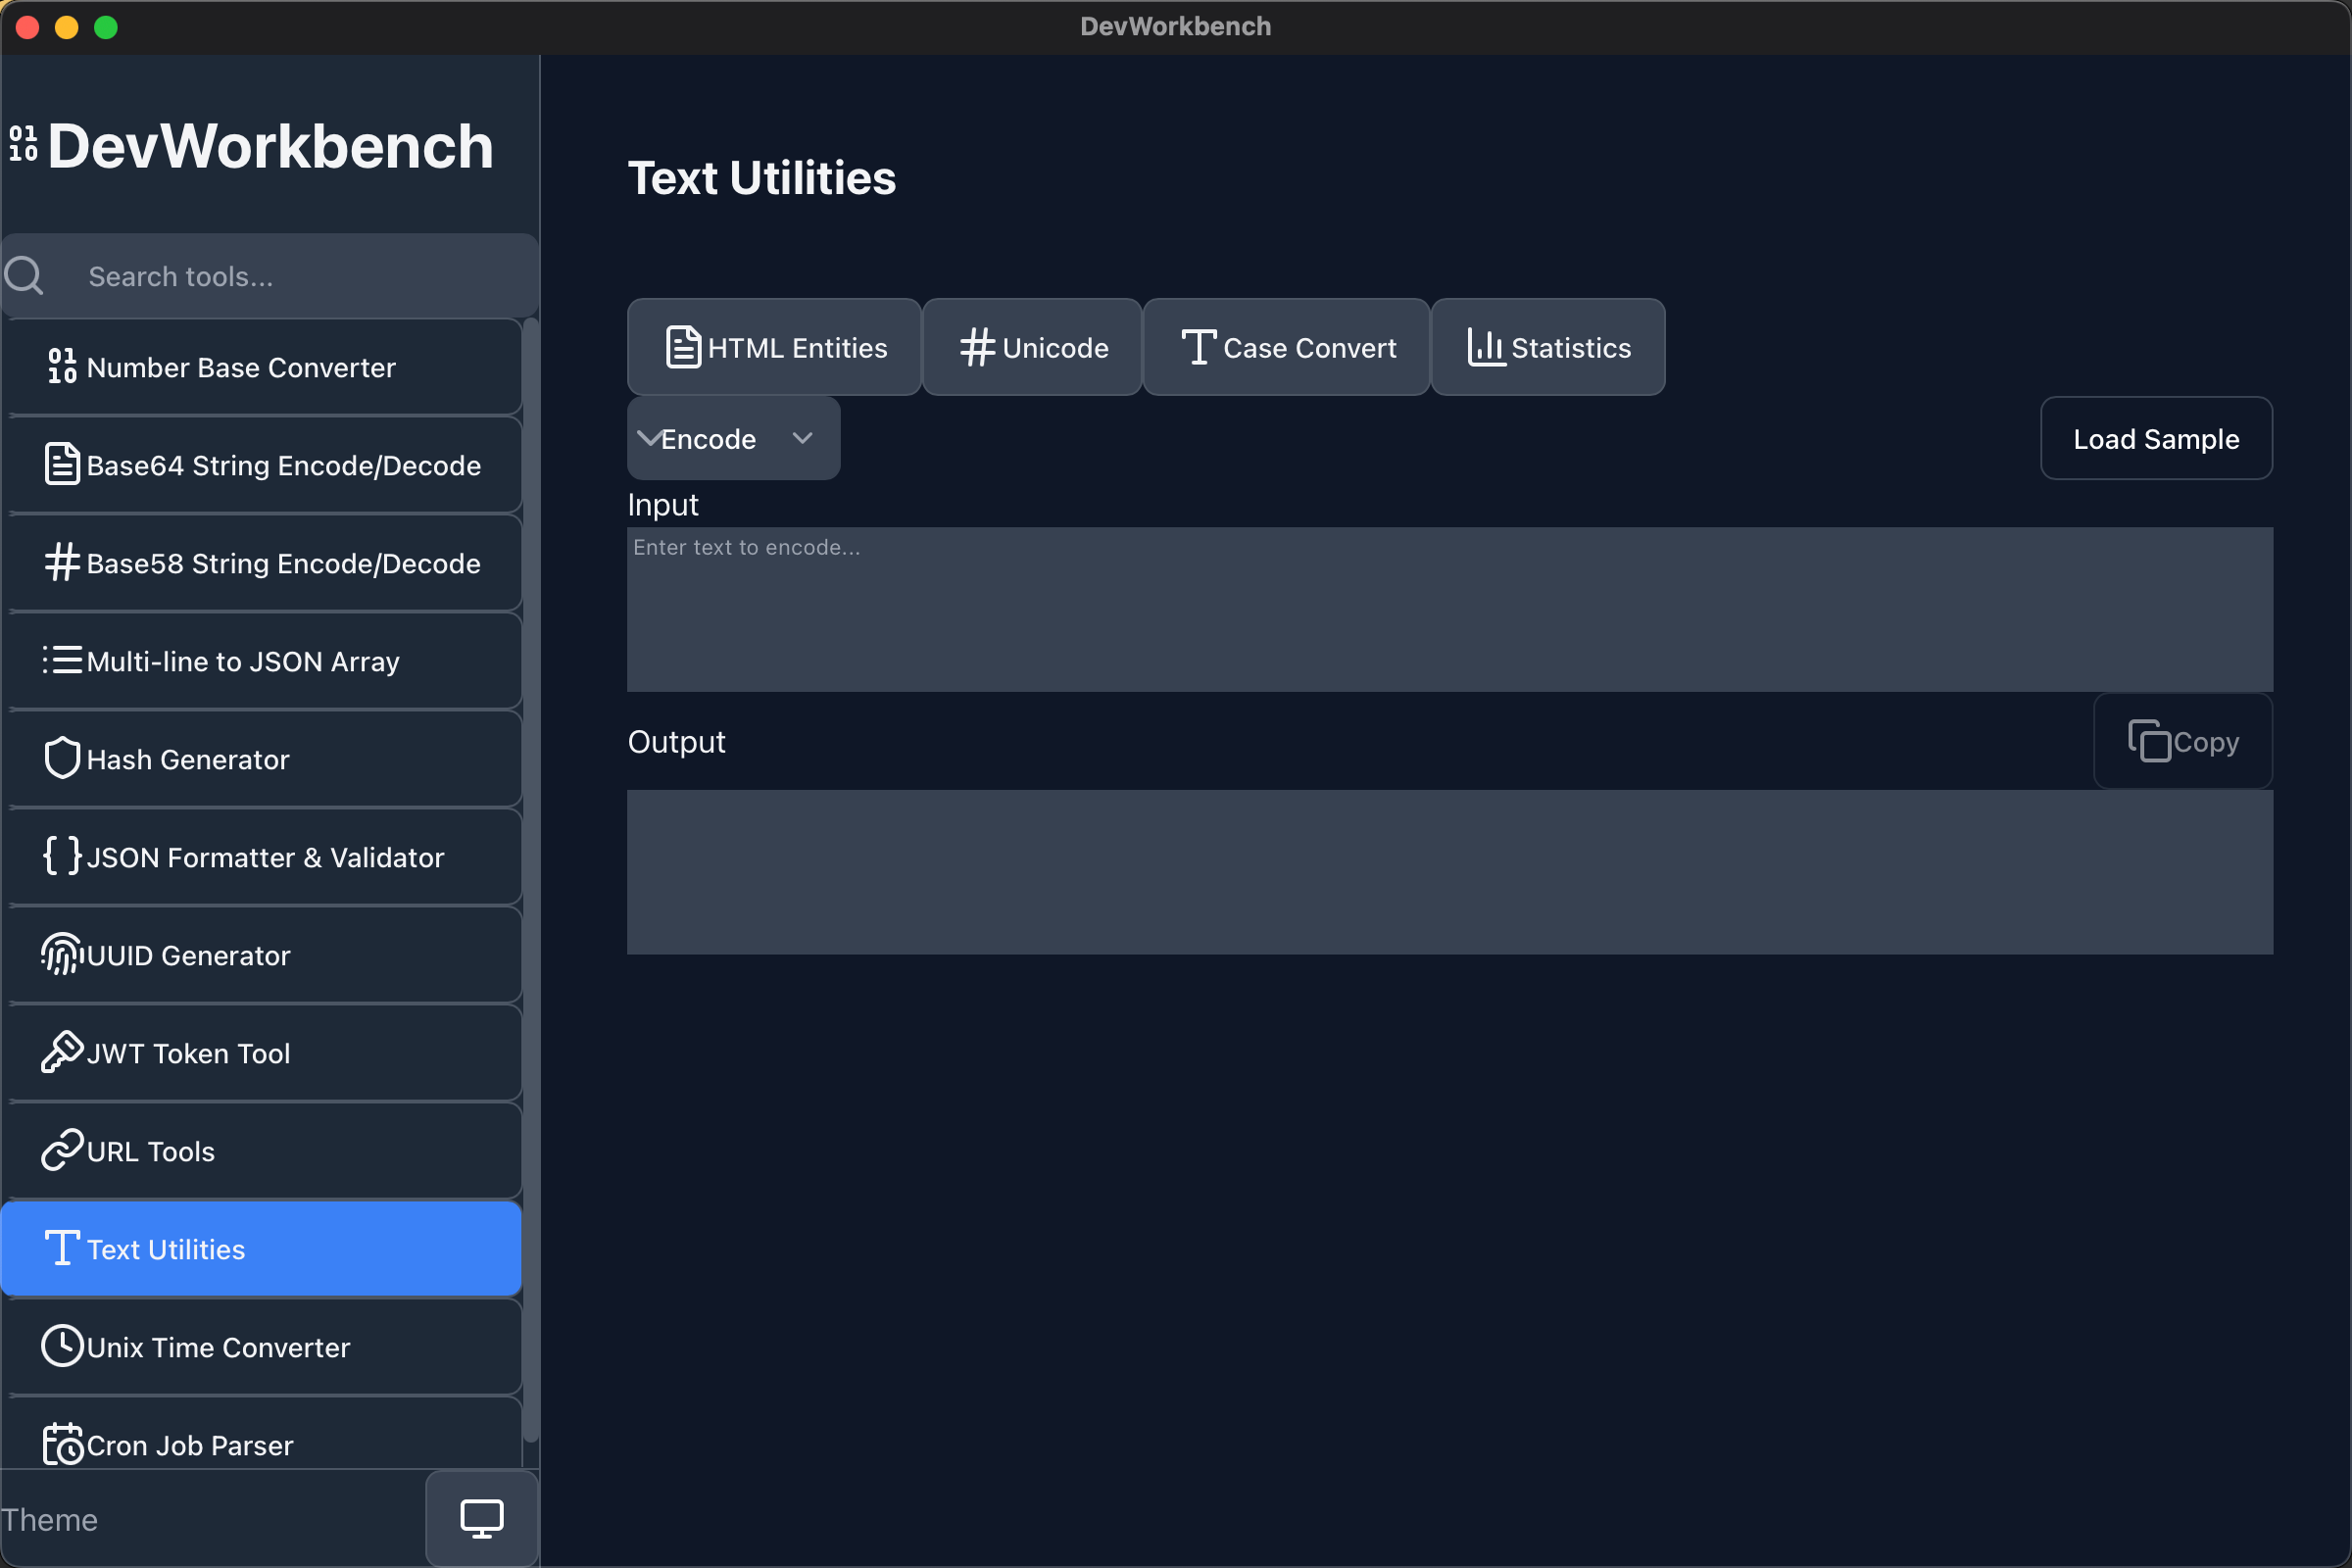 DevWorkbench
01
10 DevWorkbench
Search tools...
01
10 Number Base Converter
Base64 String Encode/Decode
Base58 String Encode/Decode
Multi-line to JSON Array
Hash Generator
JSON Formatter & Validator
UUID Generator
JWT Token Tool
URL Tools
Text Utilities
Unix Time Converter
Cron Job Parser
Theme
Text Utilities
HTML Entities Unicode Case Convert Statistics
Encode Load Sample
Input
Enter text to encode...
Output Copy